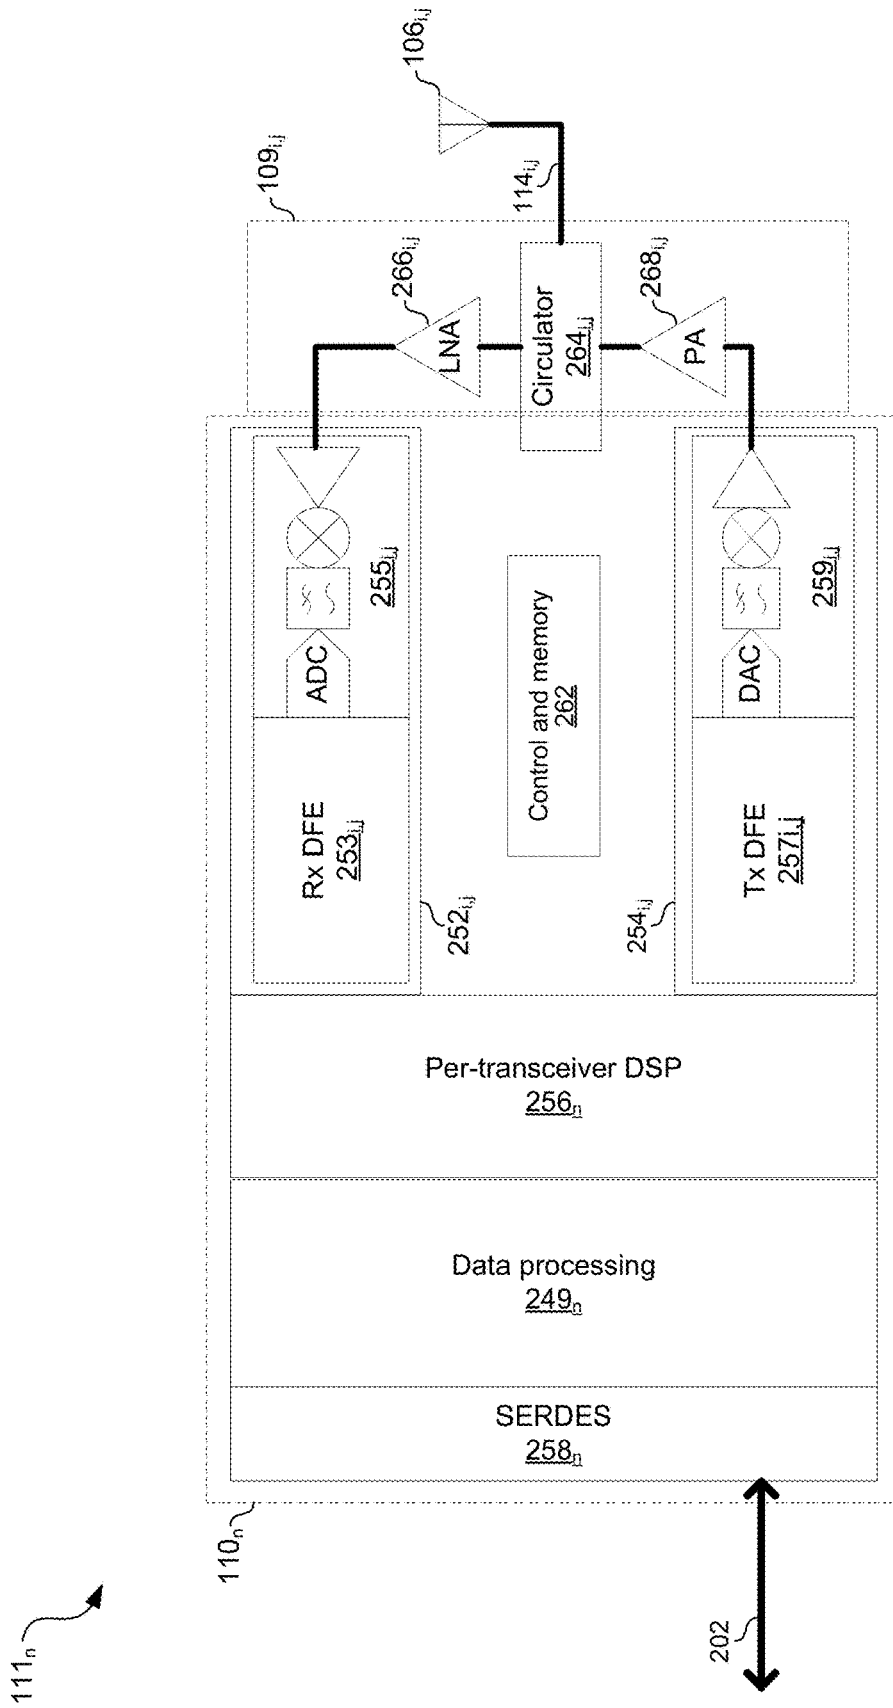 111n
110n
109i,j
106i,j
114i,j
202
SERDES
258n
Data processing
249n
Per-transceiver DSP
256n
Rx DFE
253i,j
ADC
255i,j
252i,j
LNA
266i,j
Control and memory
262
Circulator
264i,j
254i,j
Tx DFE
257i,j
DAC
259i,j
PA
268i,j